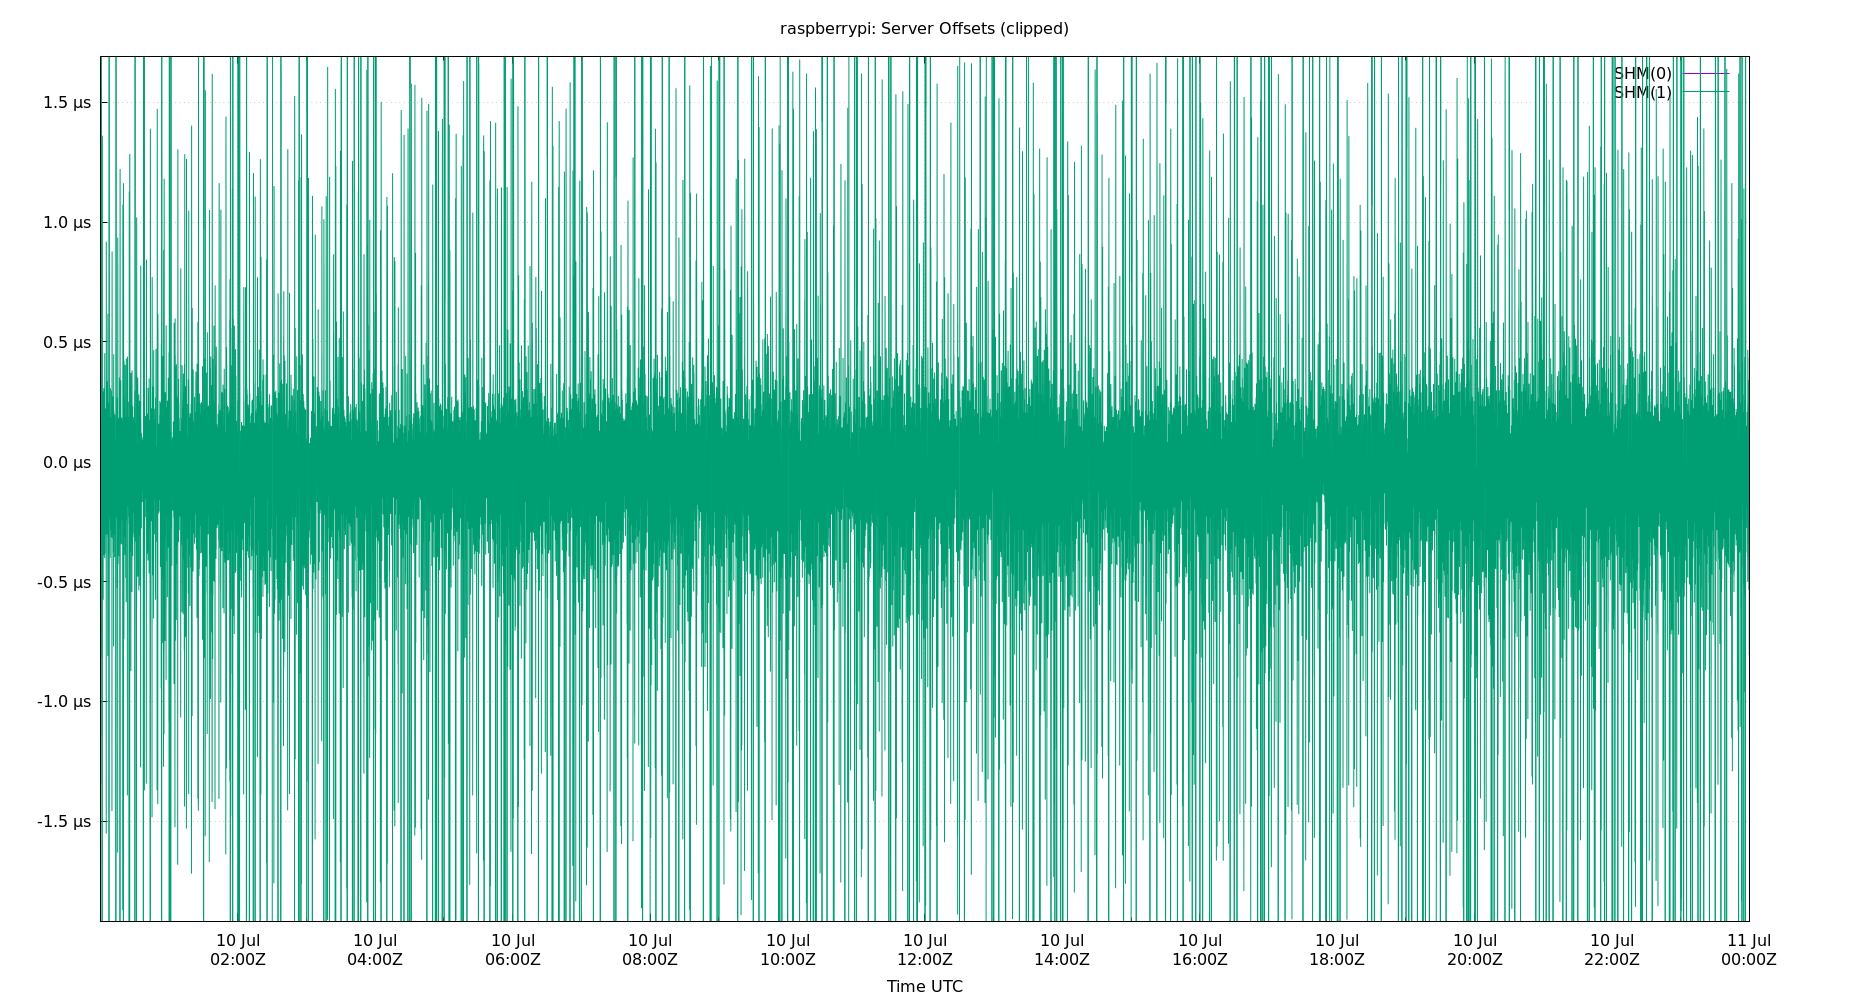 raspberrypi: Server Offsets (clipped)
SHM(0)
SHM(1)
1.5 µs
1.0 µs
0.5 µs
0.0 µs
-0.5 µs
-1.0 µs
-1.5 µs
10 Jul 10 Jul 10 Jul 10 Jul 10 Jul 10 Jul 10 Jul 10 Jul 10 Jul 10 Jul 10 Jul 11 Jul
02:00Z 04:00Z 06:00Z 08:00Z 10:00Z 12:00Z 14:00Z 16:00Z 18:00Z 20:00Z 22:00Z 00:00Z
Time UTC